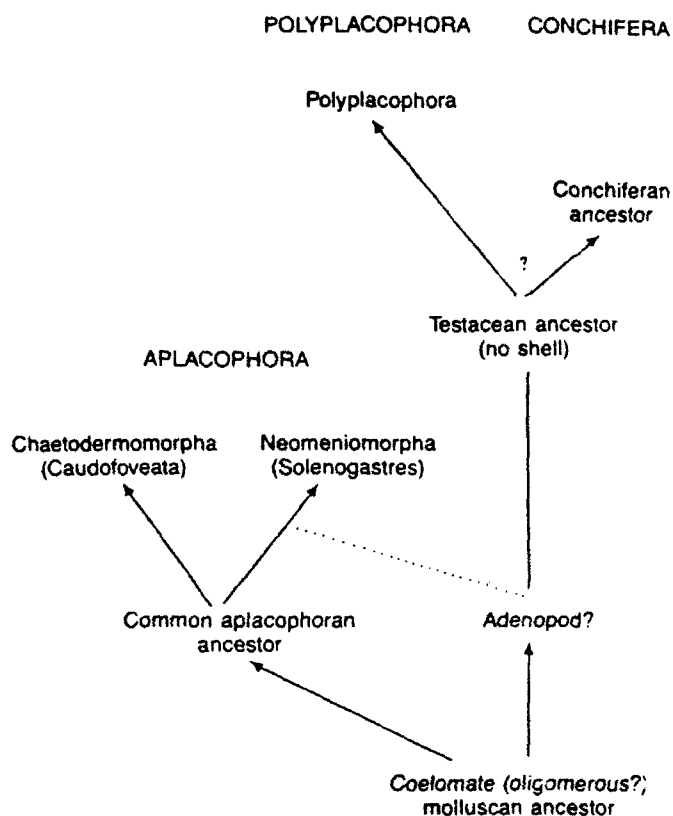 POLYPLACOPHORA CONCHIFERA
Polyplacophora
Conchiferan
ancestor
?
Testacean ancestor
(no shell)
APLACOPHORA
Chaetodermomorpha
(Caudofoveata)
Neomeniomorpha
(Solenogastres)
Common aplacophoran
ancestor
Adenopod?
Coelomate (oligomerous?)
molluscan ancestor